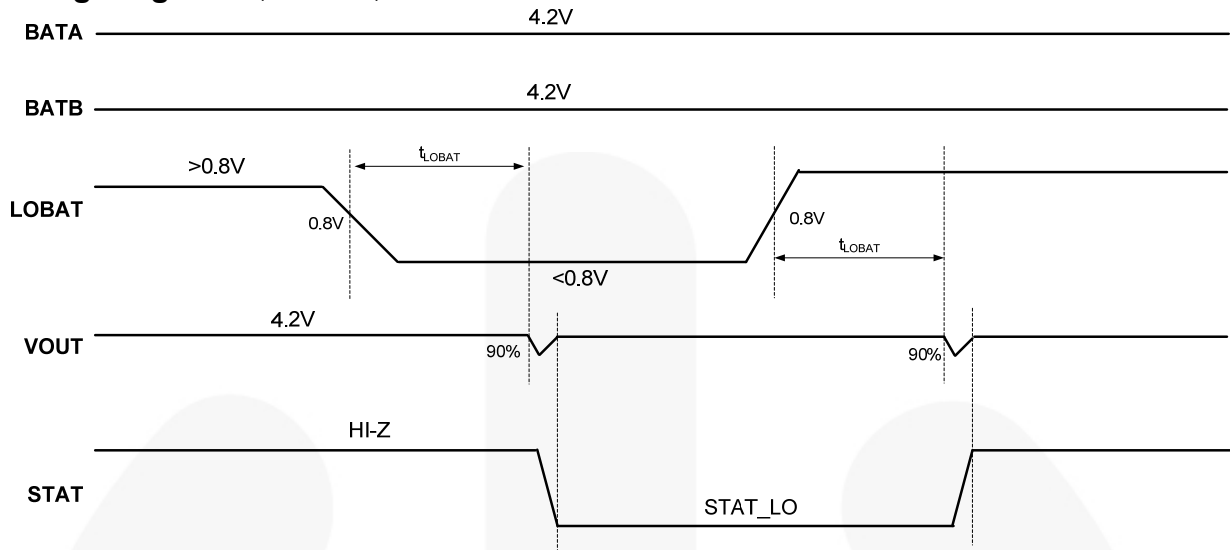 4.2V
BATA
4.2V
BATB
tLOBAT
>0.8V
LOBAT
0.8V
0.8V
tLOBAT
<0.8V
4.2V
VOUT
90%
90%
HI-Z
STAT
STAT_LO